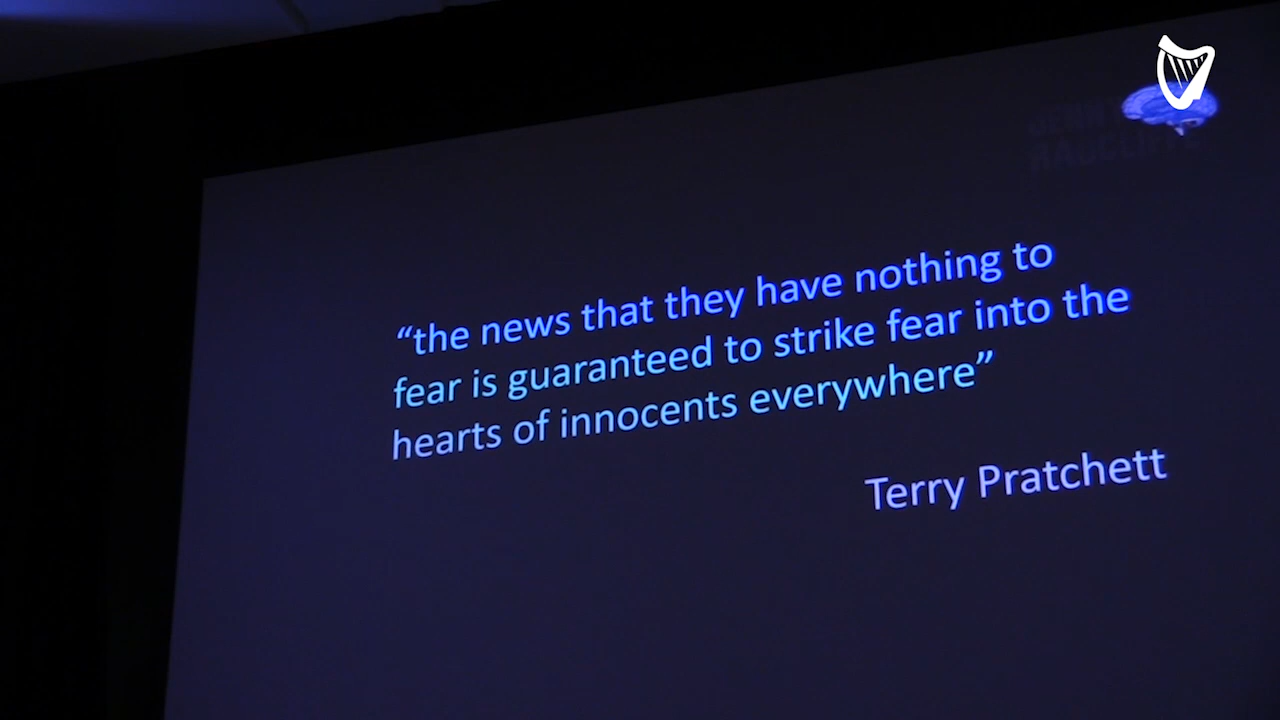 “the news that they have nothing to
fear is guaranteed to strike fear into the
hearts of innocents everywhere”
Terry Pratchett